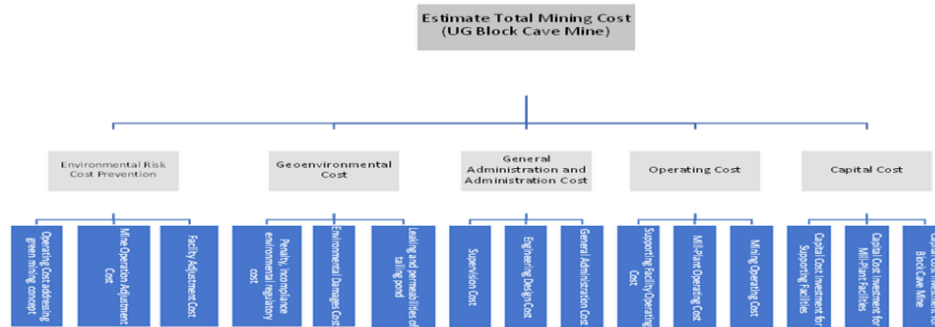 Estimate Total Mining Cost
(UG Block Cave Mine)
Environmental Risk
Cost Prevention
Geoenvironmental
Cost
General
Administration and
Administration Cost
Operating Cost
Capital Cost
Operating Cost addressing
green mining concept
Mine Operation Adjustment
Cost
Facility Adjustment Cost
Penalty, incompliance
environmental regulatory
cost
Environmental Damages Cost
Leaking and permeabilities of
tailing pond
Supervision Cost
Engineering Design Cost
General Administration Cost
Supporting Facility Operating
Cost
Mill-Plant Operating Cost
Mining Operating Cost
Capital Cost Investment for
Supporting Facilities
Capital Cost Investment for
Mill-Plant Facilities
Capital Cost Investment for
Block Cave Mine